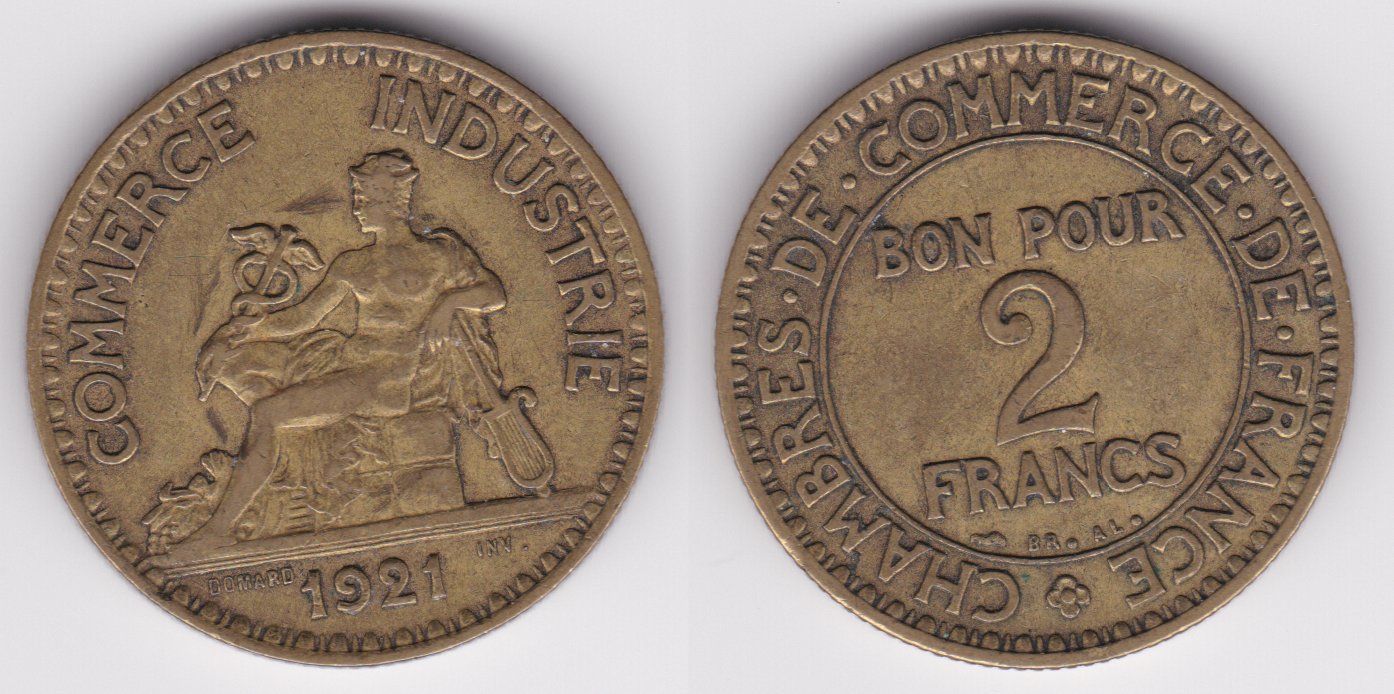 COMMERCE INDUSTRIE
DOMARD INV.
1921
CHAMBRES · DE · COMMERCE · DE · FRANCE
BON POUR
2
FRANCS
BR. AL.